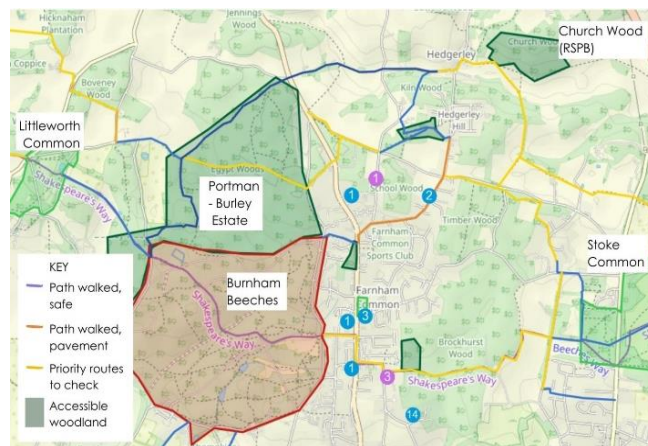 Hicknaham
Plantation
Jennings
Wood
Church Wood
(RSPB)
Church Wood
Hedgerley
n Coppice
Boveney
Wood
Kiln Wood
Hedgerley
Hill
Littleworth
Common
Egypt Woods
1
School Wood
Shakespeare's Way
Portman
- Burley
Estate
1
2
Timber Wood
Farnham
Common
Sports Club
Stoke
Common
KEY
Path walked,
safe
Path walked,
pavement
Priority routes
to check
Accessible
woodland
Burnham
Beeches
Shakespeare's Way
Farnham
Common
1
3
Brockhurst
Wood
Beeches Way
1
3
Shakespeare's Way
14